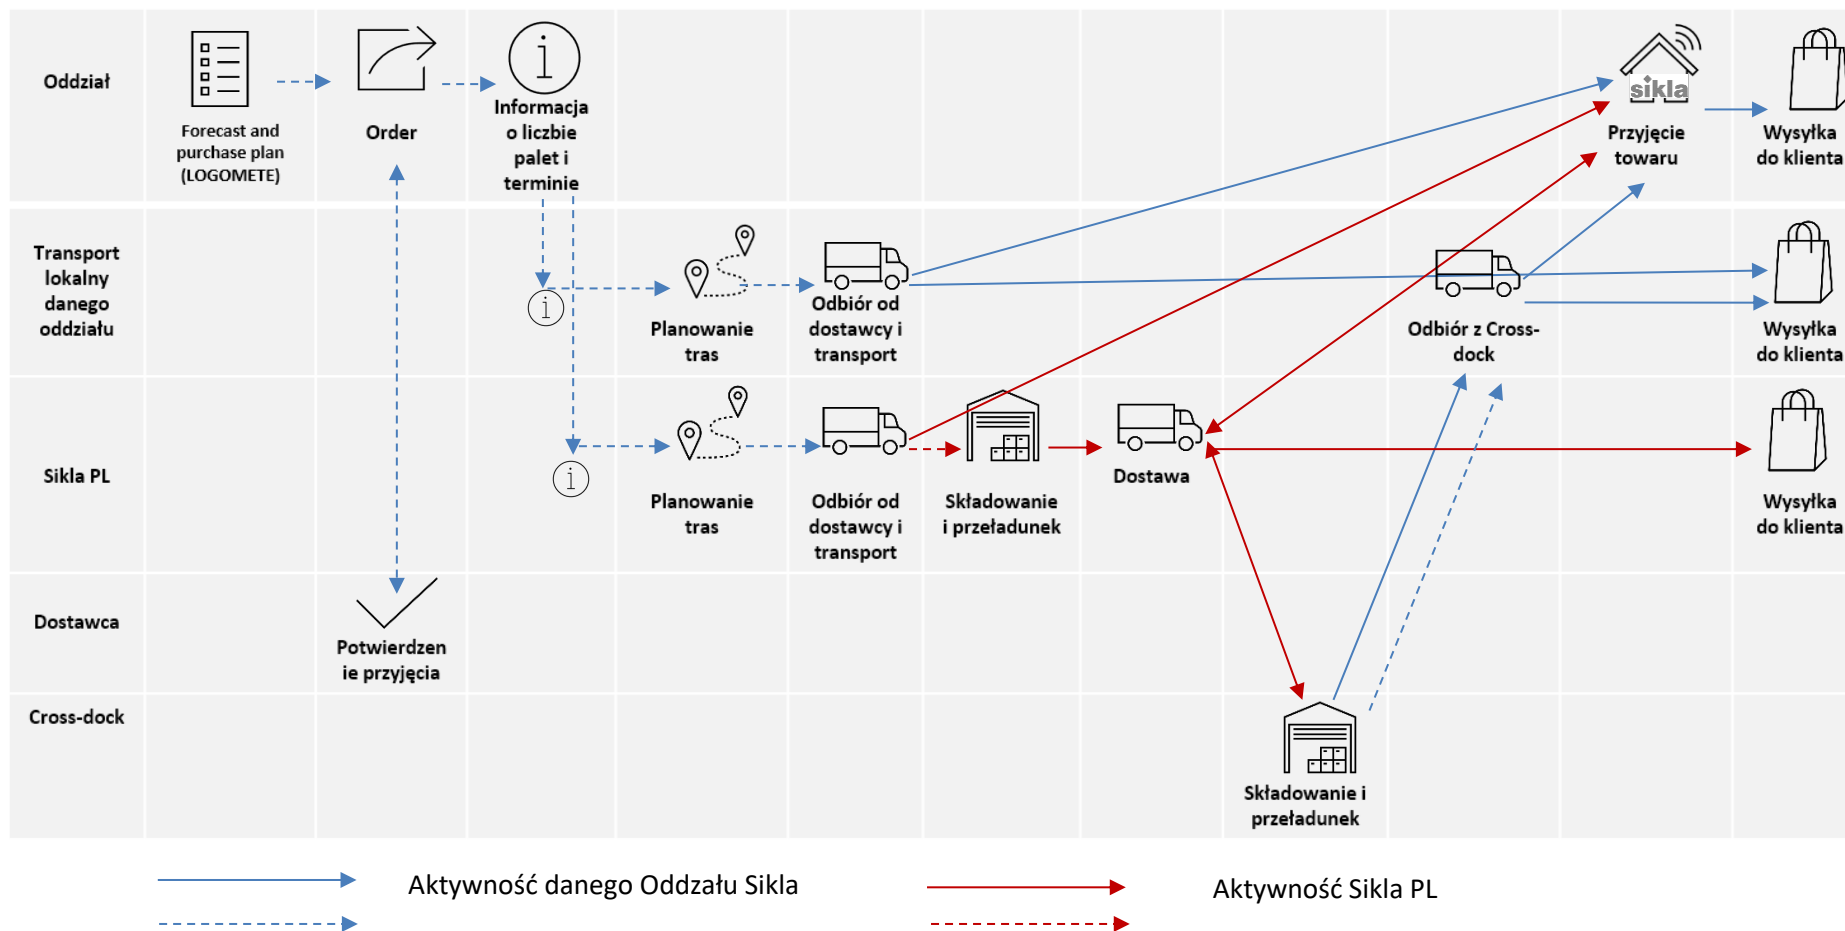 Oddział
Forecast and
purchase plan
(LOGOMETE)
Order
Informacja
o liczbie
palet i
terminie
sikla
Przyjęcie
towaru
Wysyłka
do klienta
Transport
lokalny
danego
oddziału
i
Planowanie
tras
Odbiór od
dostawcy i
transport
Odbiór z Cross-
dock
Wysyłka
do klienta
Sikla PL
i
Planowanie
tras
Odbiór od
dostawcy i
transport
Składowanie
i przeładunek
Dostawa
Wysyłka
do klienta
Dostawca
Potwierdzen
ie przyjęcia
Cross-dock
Składowanie i
przeładunek
Aktywność danego Oddzału Sikla
Aktywność Sikla PL